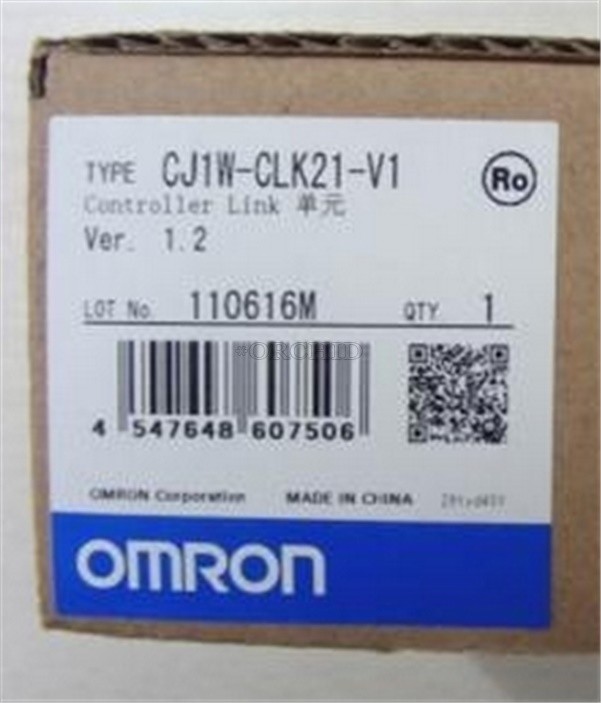 TYPE CJ1W-CLK21-V1
Ro
Controller Link 单元
Ver. 1.2
LOT No. 110616M QTY 1
ORCHID
4 547648 607506
OMRON Corporation MADE IN CHINA
OMRON